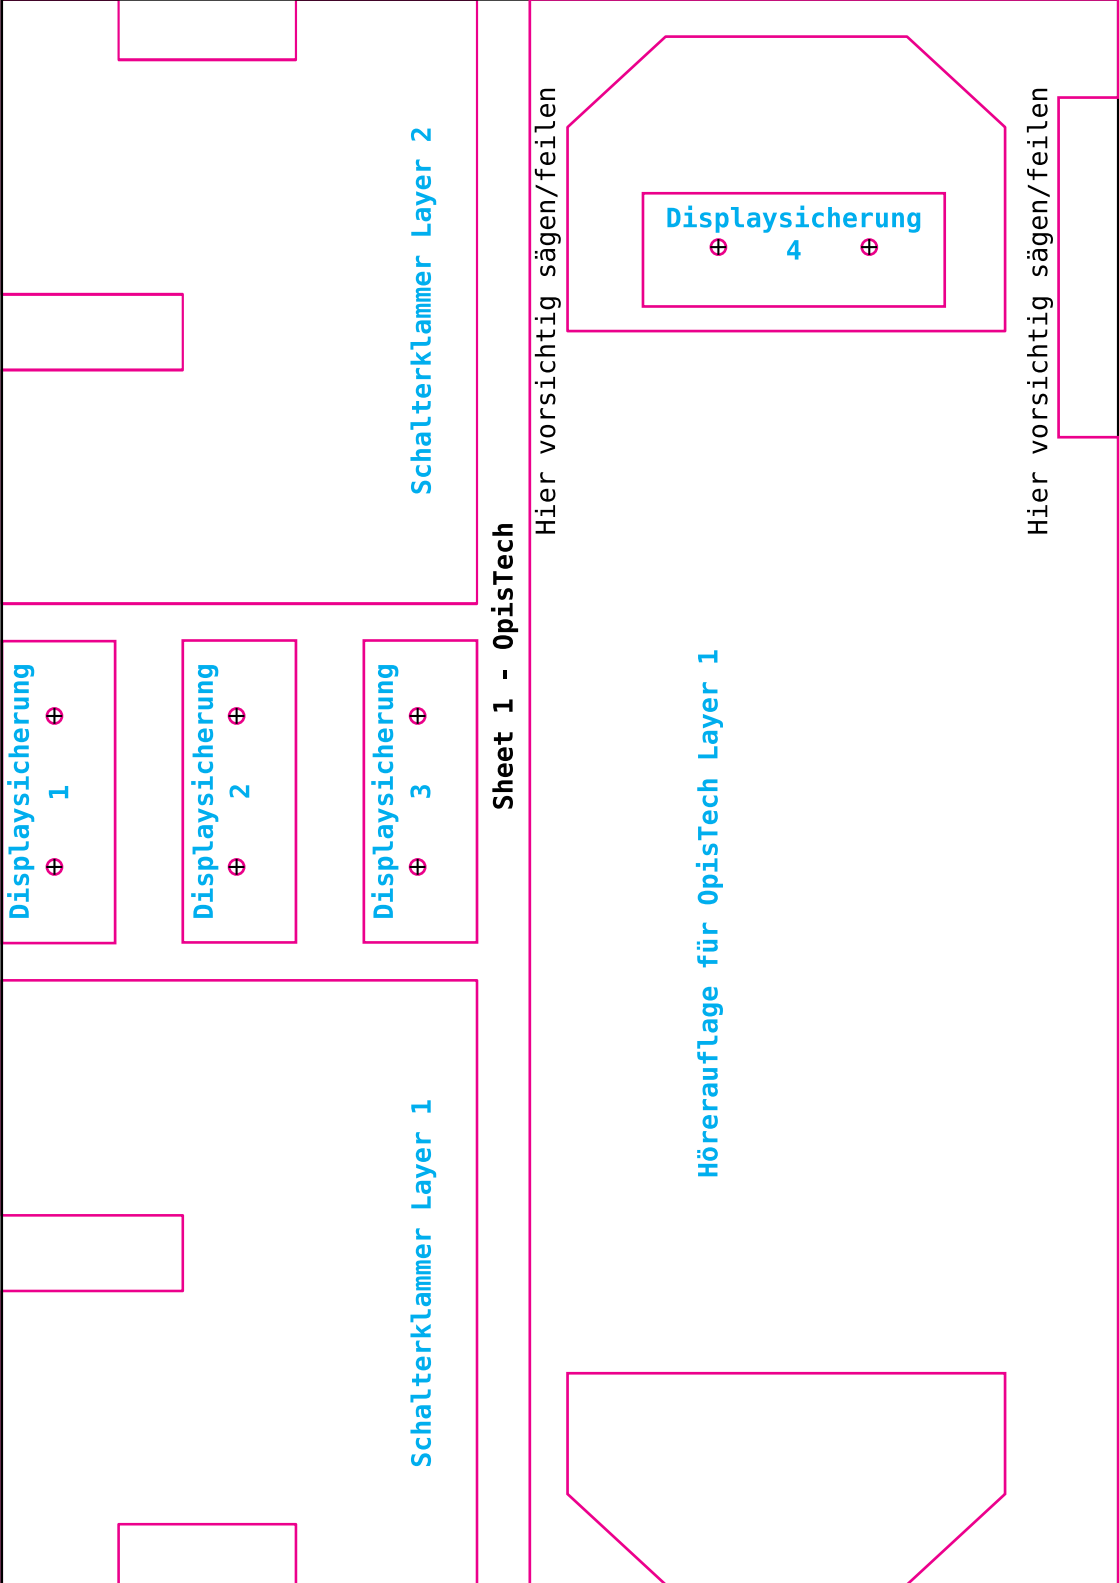 Schalterklammer Layer 2
Displaysicherung
1
Displaysicherung
2
Displaysicherung
3
Schalterklammer Layer 1
Sheet 1 - OpisTech
Hier vorsichtig sägen/feilen
Displaysicherung
4
Hier vorsichtig sägen/feilen
Hörerauflage für OpisTech Layer 1